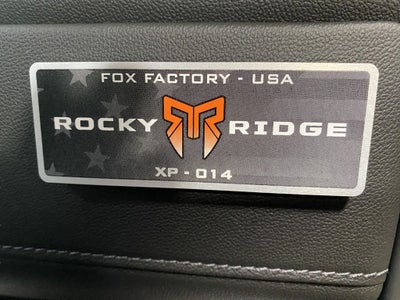 FOX FACTORY - USA
ROCKY RIDGE
XP - 014